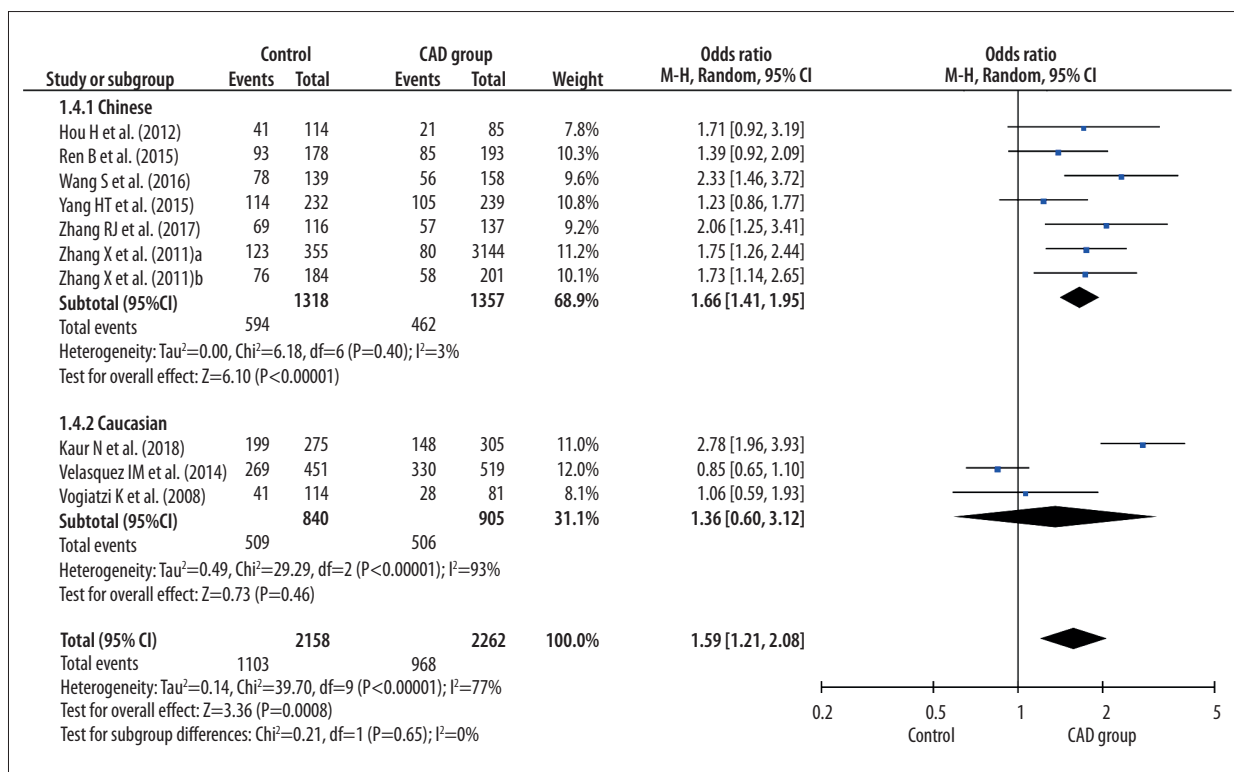 Control CAD group Odds ratio Odds ratio
Study or subgroup Events Total Events Total Weight M-H, Random, 95% CI M-H, Random, 95% CI
1.4.1 Chinese
Hou H et al. (2012) 41 114 21 85 7.8% 1.71 [0.92, 3.19]
Ren B et al. (2015) 93 178 85 193 10.3% 1.39 [0.92, 2.09]
Wang S et al. (2016) 78 139 56 158 9.6% 2.33 [1.46, 3.72]
Yang HT et al. (2015) 114 232 105 239 10.8% 1.23 [0.86, 1.77]
Zhang RJ et al. (2017) 69 116 57 137 9.2% 2.06 [1.25, 3.41]
Zhang X et al. (2011)a 123 355 80 3144 11.2% 1.75 [1.26, 2.44]
Zhang X et al. (2011)b 76 184 58 201 10.1% 1.73 [1.14, 2.65]
Subtotal (95%CI) 1318 1357 68.9% 1.66 [1.41, 1.95]
Total events 594 462
Heterogeneity: Tau²=0.00, Chi²=6.18, df=6 (P=0.40); I²=3%
Test for overall effect: Z=6.10 (P<0.00001)
1.4.2 Caucasian
Kaur N et al. (2018) 199 275 148 305 11.0% 2.78 [1.96, 3.93]
Velasquez IM et al. (2014) 269 451 330 519 12.0% 0.85 [0.65, 1.10]
Vogiatzi K et al. (2008) 41 114 28 81 8.1% 1.06 [0.59, 1.93]
Subtotal (95%CI) 840 905 31.1% 1.36 [0.60, 3.12]
Total events 509 506
Heterogeneity: Tau²=0.49, Chi²=29.29, df=2 (P<0.00001); I²=93%
Test for overall effect: Z=0.73 (P=0.46)
Total (95% CI) 2158 2262 100.0% 1.59 [1.21, 2.08]
Total events 1103 968
Heterogeneity: Tau²=0.14, Chi²=39.70, df=9 (P<0.00001); I²=77%
Test for overall effect: Z=3.36 (P=0.0008)
Test for subgroup differences: Chi²=0.21, df=1 (P=0.65); I²=0%
0.2 0.5 1 2 5
Control CAD group